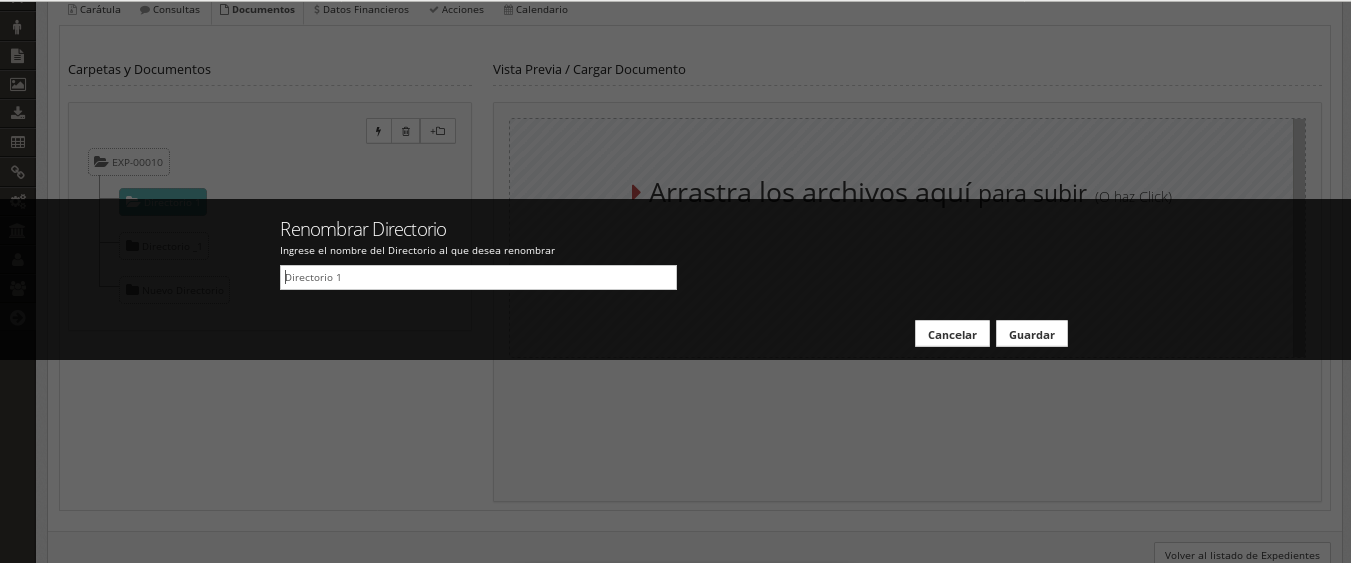 Carátula
Consultas
Documentos
Datos Financieros
Acciones
Calendario
Carpetas y Documentos
Vista Previa / Cargar Documento
EXP-00010
Arrastra los archivos aquí para subir (O haz Click)
Renombrar Directorio
Ingrese el nombre del Directorio al que desea renombrar
Directorio _1
Directorio 1
Nuevo Directorio
Cancelar
Guardar
Volver al listado de Expedientes